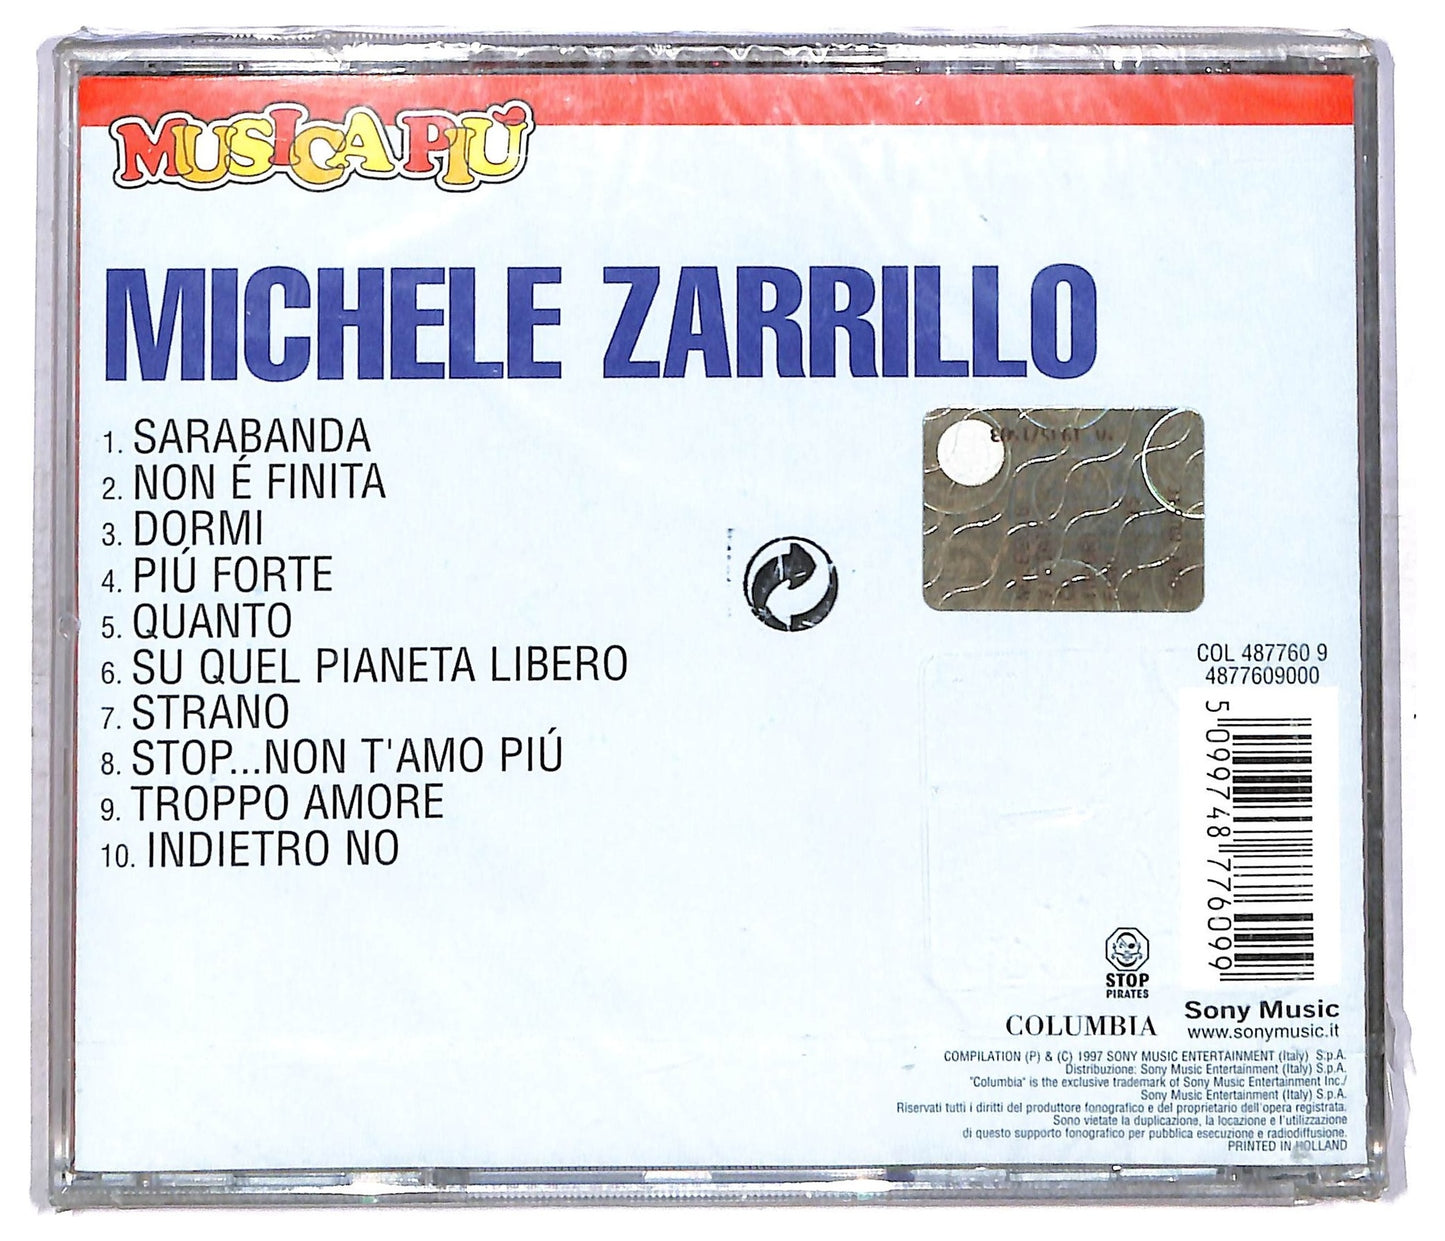 MUSICA PIÙ
MICHELE ZARRILLO
1. SARABANDA
2. NON É FINITA
3. DORMI
4. PIÚ FORTE
5. QUANTO
6. SU QUEL PIANETA LIBERO
7. STRANO
8. STOP...NON T'AMO PIÚ
9. TROPPO AMORE
10. INDIETRO NO
COL 487760 9
4877609000
5 099748 776099
STOP
PIRATES
COLUMBIA
Sony Music
www.sonymusic.it
COMPILATION (P) & (C) 1997 SONY MUSIC ENTERTAINMENT (Italy) S.p.A.
Distribuzione: Sony Music Entertainment (Italy) S.p.A.
"Columbia" is the exclusive trademark of Sony Music Entertainment Inc./
Sony Music Entertainment (Italy) S.p.A.
Riservati tutti i diritti del produttore fonografico e del proprietario dell'opera registrata.
Sono vietate la duplicazione, la locazione e l'utilizzazione
di questo supporto fonografico per pubblica esecuzione e radiodiffusione.
PRINTED IN HOLLAND